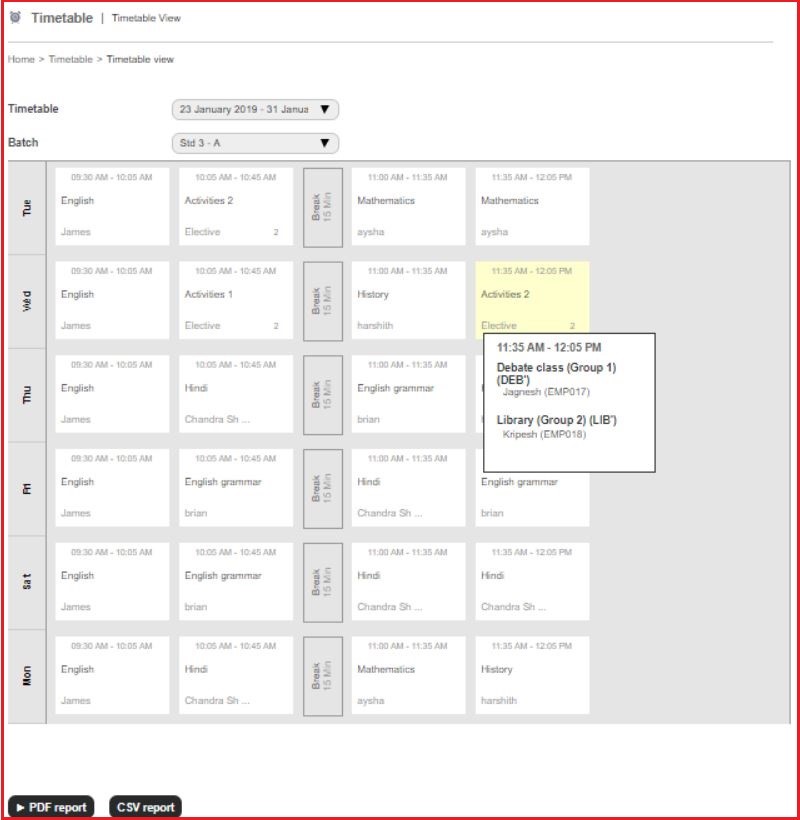 Timetable | Timetable View
Home > Timetable > Timetable view
Timetable 23 January 2019 - 31 Janua ▼
Batch Std 3 - A ▼
Tue
09:30 AM - 10:05 AM
English
James
10:05 AM - 10:45 AM
Activities 2
Elective 2
Break
15 Min
11:00 AM - 11:35 AM
Mathematics
aysha
11:35 AM - 12:05 PM
Mathematics
aysha
Wed
09:30 AM - 10:05 AM
English
James
10:05 AM - 10:45 AM
Activities 1
Elective 2
Break
15 Min
11:00 AM - 11:35 AM
History
harshith
11:35 AM - 12:05 PM
Activities 2
Elective 2
11:35 AM - 12:05 PM
Debate class (Group 1)
(DEB')
Jagnesh (EMP017)
Library (Group 2) (LIB')
Kripesh (EMP018)
Thu
09:30 AM - 10:05 AM
English
James
10:05 AM - 10:45 AM
Hindi
Chandra Sh ...
Break
15 Min
11:00 AM - 11:35 AM
English grammar
brian
Fri
09:30 AM - 10:05 AM
English
James
10:05 AM - 10:45 AM
English grammar
brian
Break
15 Min
11:00 AM - 11:35 AM
Hindi
Chandra Sh ...
English grammar
brian
Sat
09:30 AM - 10:05 AM
English
James
10:05 AM - 10:45 AM
English grammar
brian
Break
15 Min
11:00 AM - 11:35 AM
Hindi
Chandra Sh ...
11:35 AM - 12:05 PM
Hindi
Chandra Sh ...
Mon
09:30 AM - 10:05 AM
English
James
10:05 AM - 10:45 AM
Hindi
Chandra Sh ...
Break
15 Min
11:00 AM - 11:35 AM
Mathematics
aysha
11:35 AM - 12:05 PM
History
harshith
► PDF report
CSV report